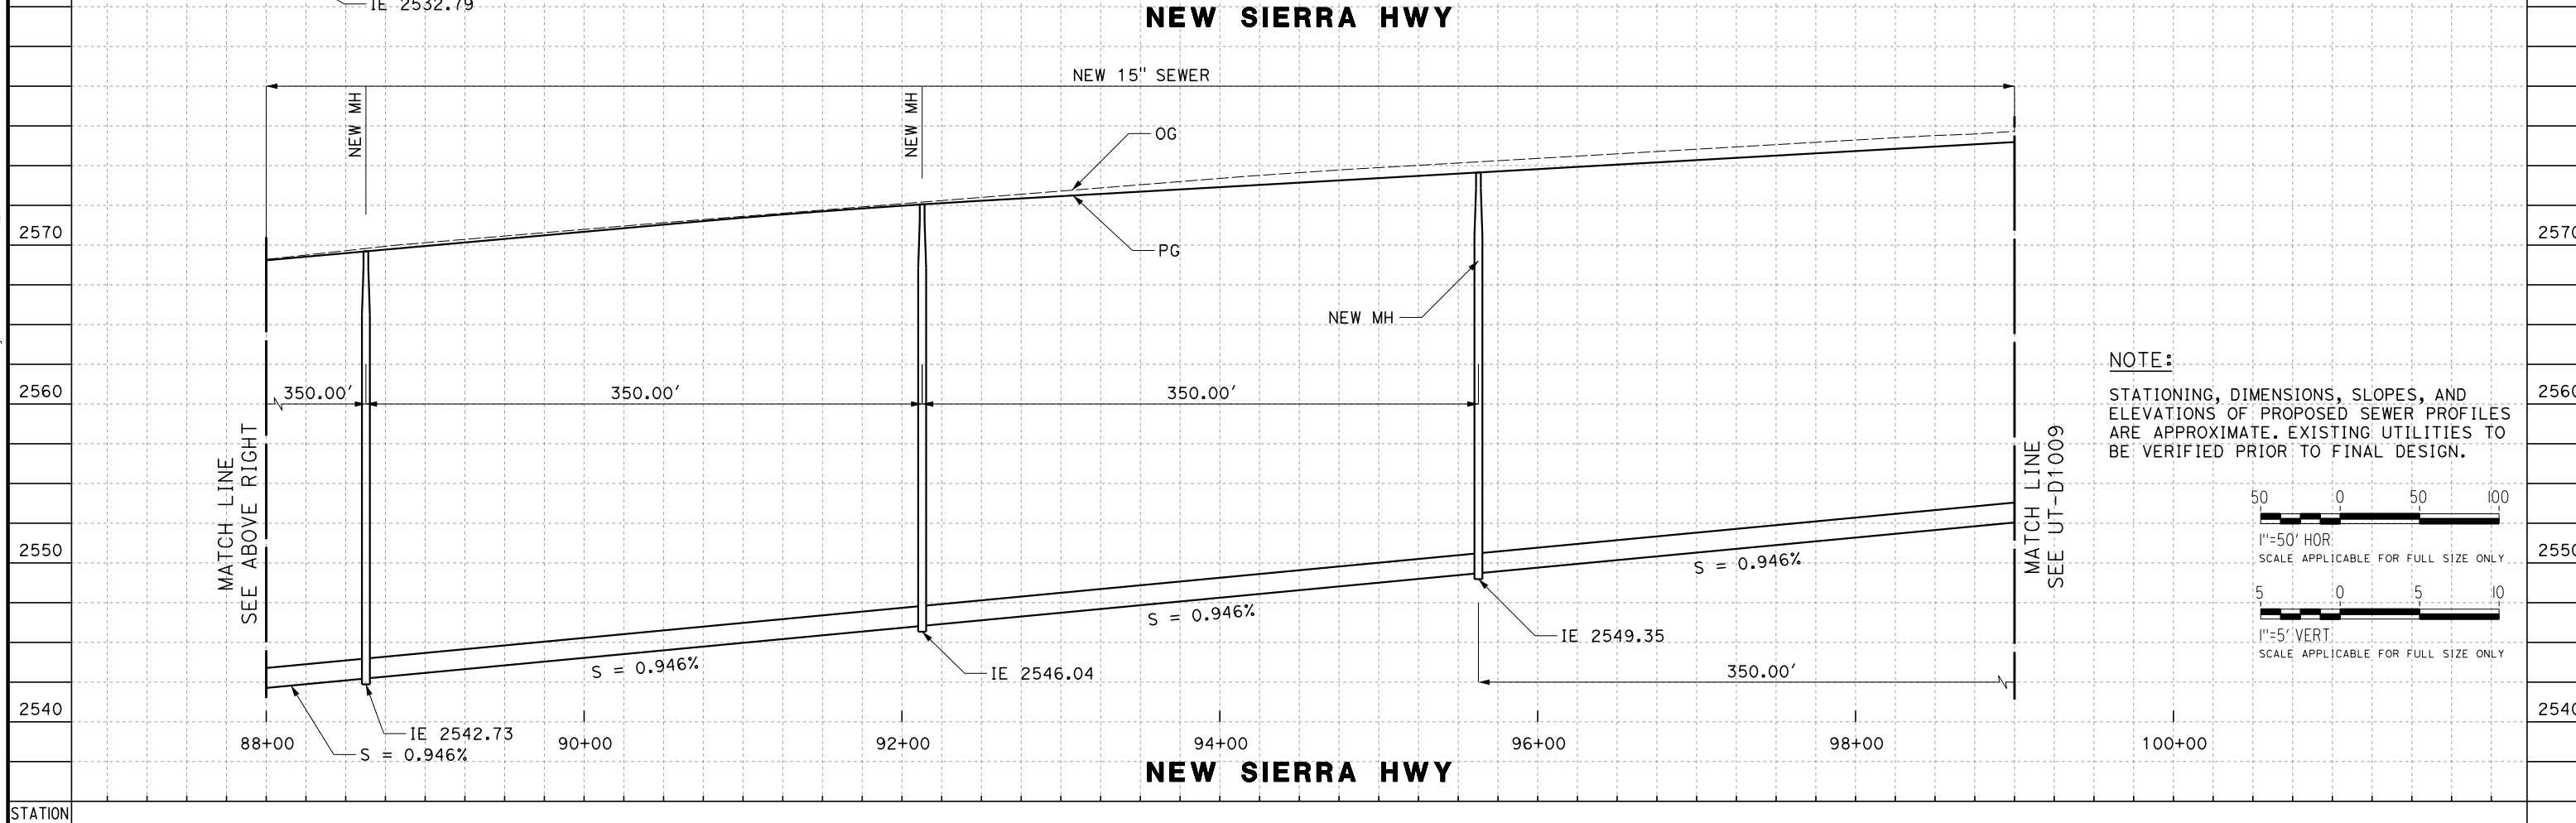 IE 2532.79
NEW SIERRA HWY
NEW 15" SEWER
NEW MH
NEW MH
OG
PG
2570
2570
NEW MH
2560
2560
350.00'
350.00'
350.00'
NOTE:
STATIONING, DIMENSIONS, SLOPES, AND
ELEVATIONS OF PROPOSED SEWER PROFILES
ARE APPROXIMATE. EXISTING UTILITIES TO
BE VERIFIED PRIOR TO FINAL DESIGN.
MATCH LINE
SEE ABOVE RIGHT
MATCH LINE
SEE UT-D1009
50 0 50 100
1"=50' HOR
SCALE APPLICABLE FOR FULL SIZE ONLY
5 0 5 10
1"=5' VERT
SCALE APPLICABLE FOR FULL SIZE ONLY
2550
2550
S = 0.946%
S = 0.946%
S = 0.946%
IE 2549.35
IE 2546.04
350.00'
2540
2540
IE 2542.73
S = 0.946%
88+00 90+00 92+00 94+00 96+00 98+00 100+00
NEW SIERRA HWY
STATION